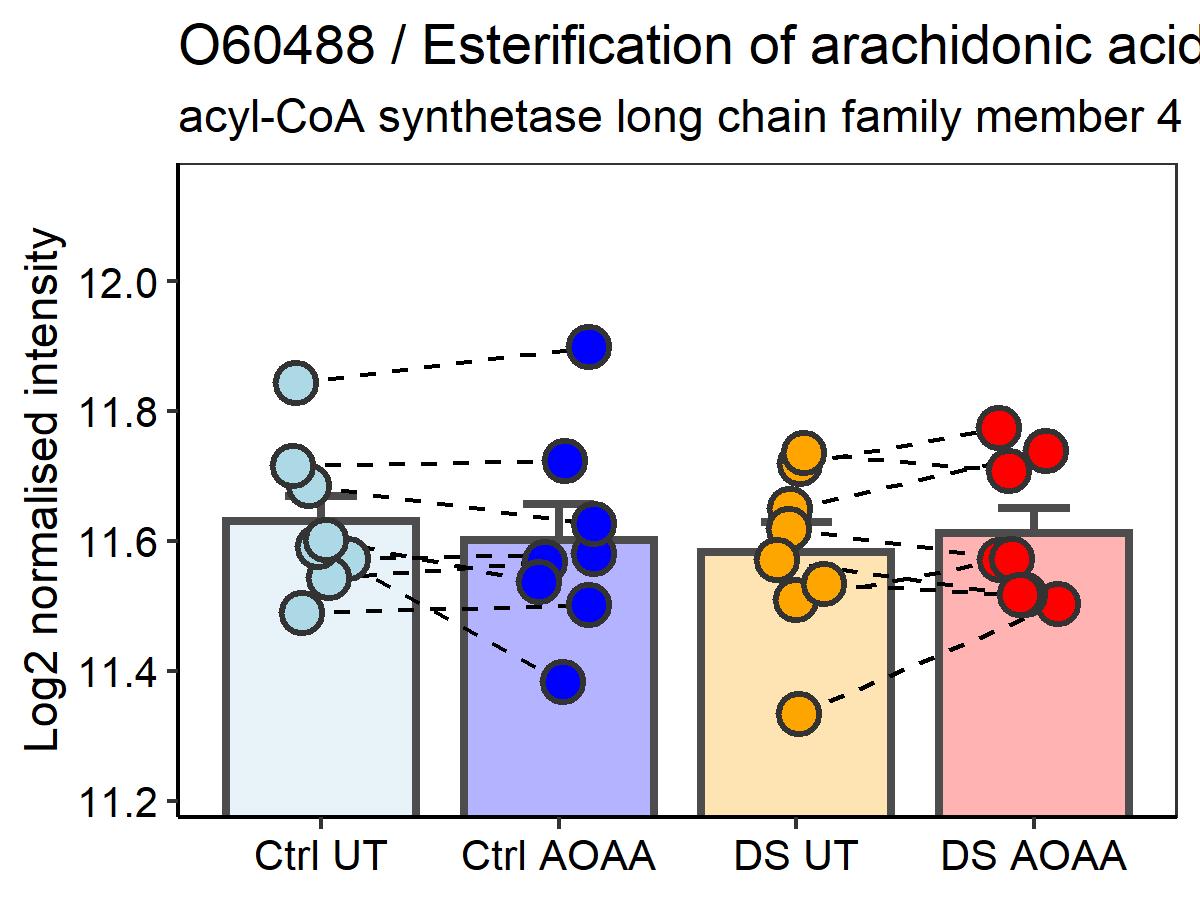 O60488 / Esterification of arachidonic acid
acyl-CoA synthetase long chain family member 4
Log2 normalised intensity
12.0
11.8
11.6
11.4
11.2
Ctrl UT
Ctrl AOAA
DS UT
DS AOAA